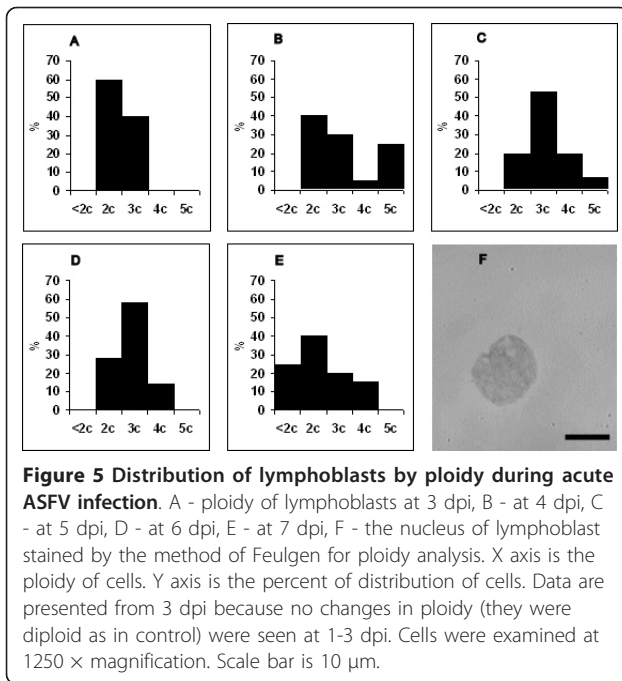 A
70
60
50
40
30
20
10
0
%
<2c 2c 3c 4c 5c
B
70
60
50
40
30
20
10
0
%
<2c 2c 3c 4c 5c
C
70
60
50
40
30
20
10
0
%
<2c 2c 3c 4c 5c
D
70
60
50
40
30
20
10
0
%
<2c 2c 3c 4c 5c
E
70
60
50
40
30
20
10
0
%
<2c 2c 3c 4c 5c
F
Figure 5 Distribution of lymphoblasts by ploidy during acute
ASFV infection. A - ploidy of lymphoblasts at 3 dpi, B - at 4 dpi, C
- at 5 dpi, D - at 6 dpi, E - at 7 dpi, F - the nucleus of lymphoblast
stained by the method of Feulgen for ploidy analysis. X axis is the
ploidy of cells. Y axis is the percent of distribution of cells. Data are
presented from 3 dpi because no changes in ploidy (they were
diploid as in control) were seen at 1-3 dpi. Cells were examined at
1250 × magnification. Scale bar is 10 μm.